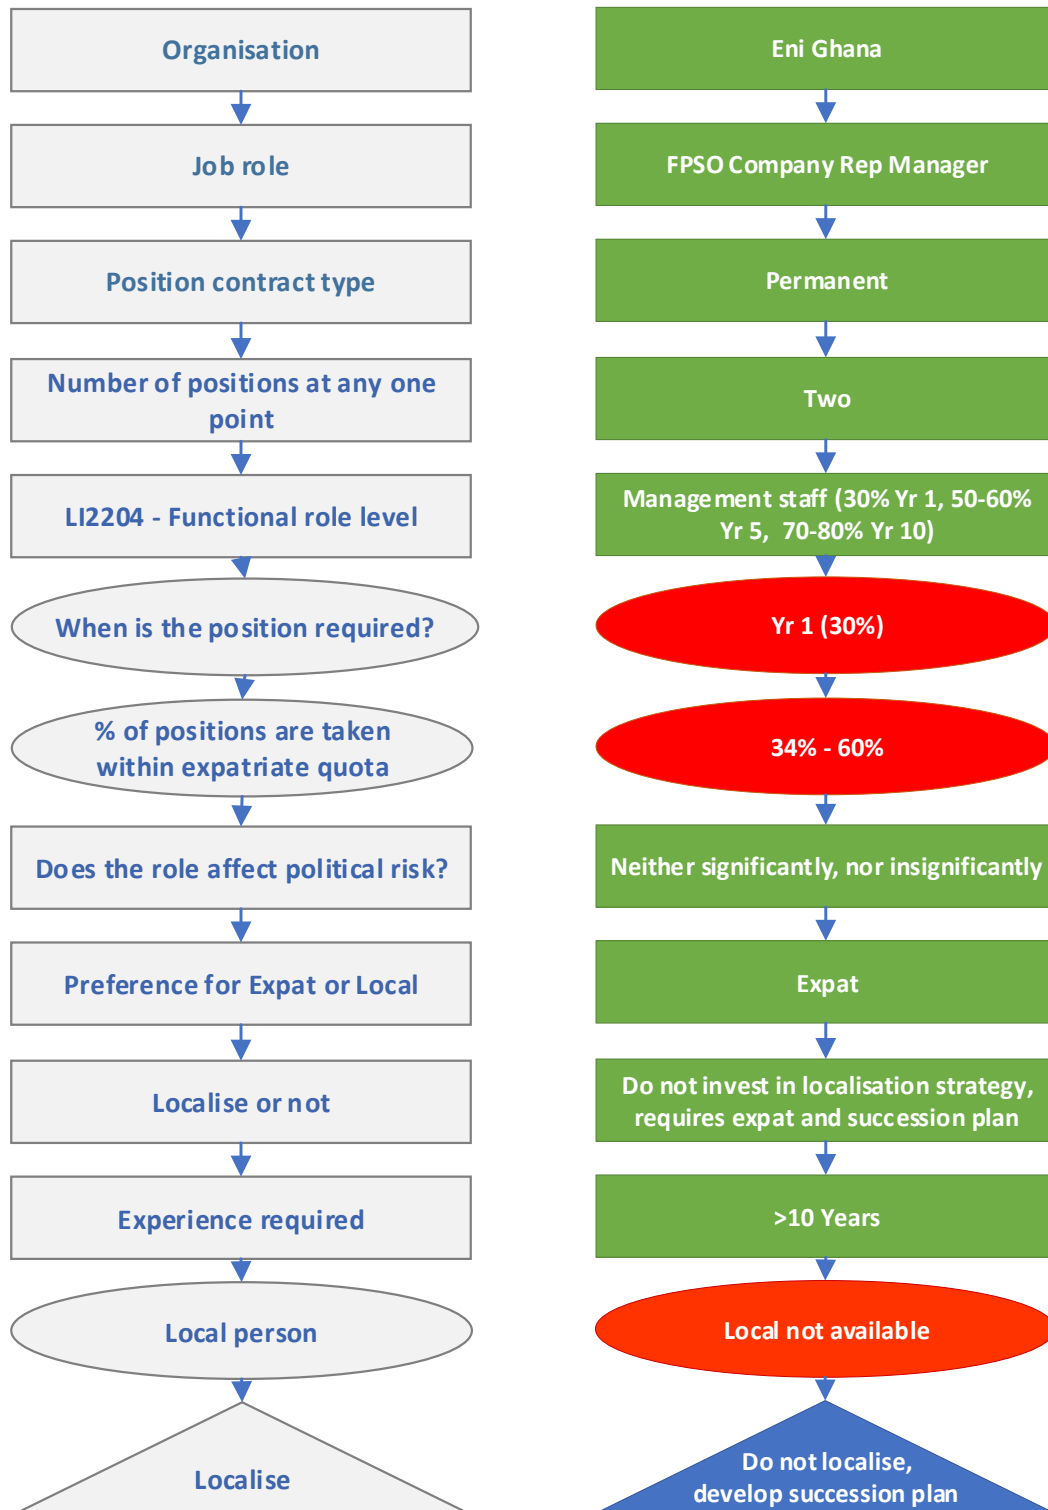 Organisation
Eni Ghana
Job role
FPSO Company Rep Manager
Position contract type
Permanent
Number of positions at any one
point
Two
LI2204 - Functional role level
Management staff (30% Yr 1, 50-60%
Yr 5, 70-80% Yr 10)
When is the position required?
Yr 1 (30%)
% of positions are taken
within expatriate quota
34% - 60%
Does the role affect political risk?
Neither significantly, nor insignificantly
Preference for Expat or Local
Expat
Localise or not
Do not invest in localisation strategy,
requires expat and succession plan
Experience required
>10 Years
Local person
Local not available
Localise
Do not localise,
develop succession plan